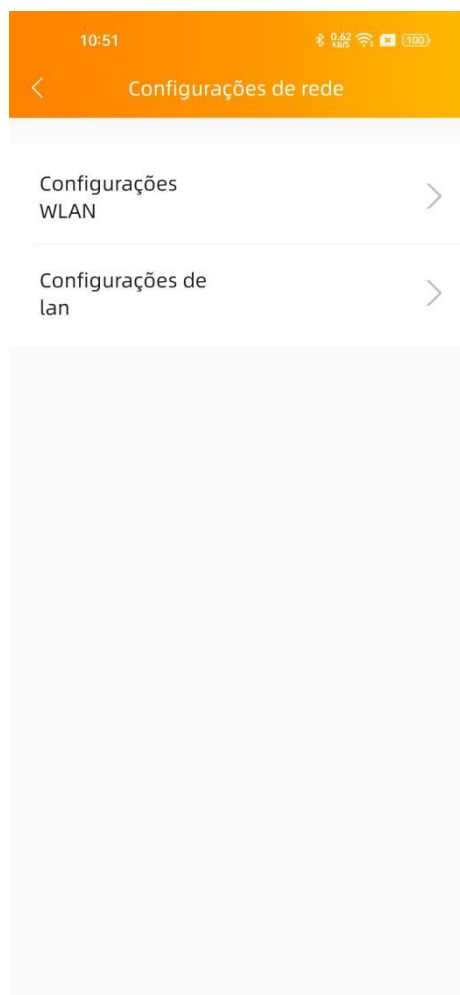 10:51 0.62 KB/S 100
Configurações de rede
Configurações
WLAN
Configurações de
lan